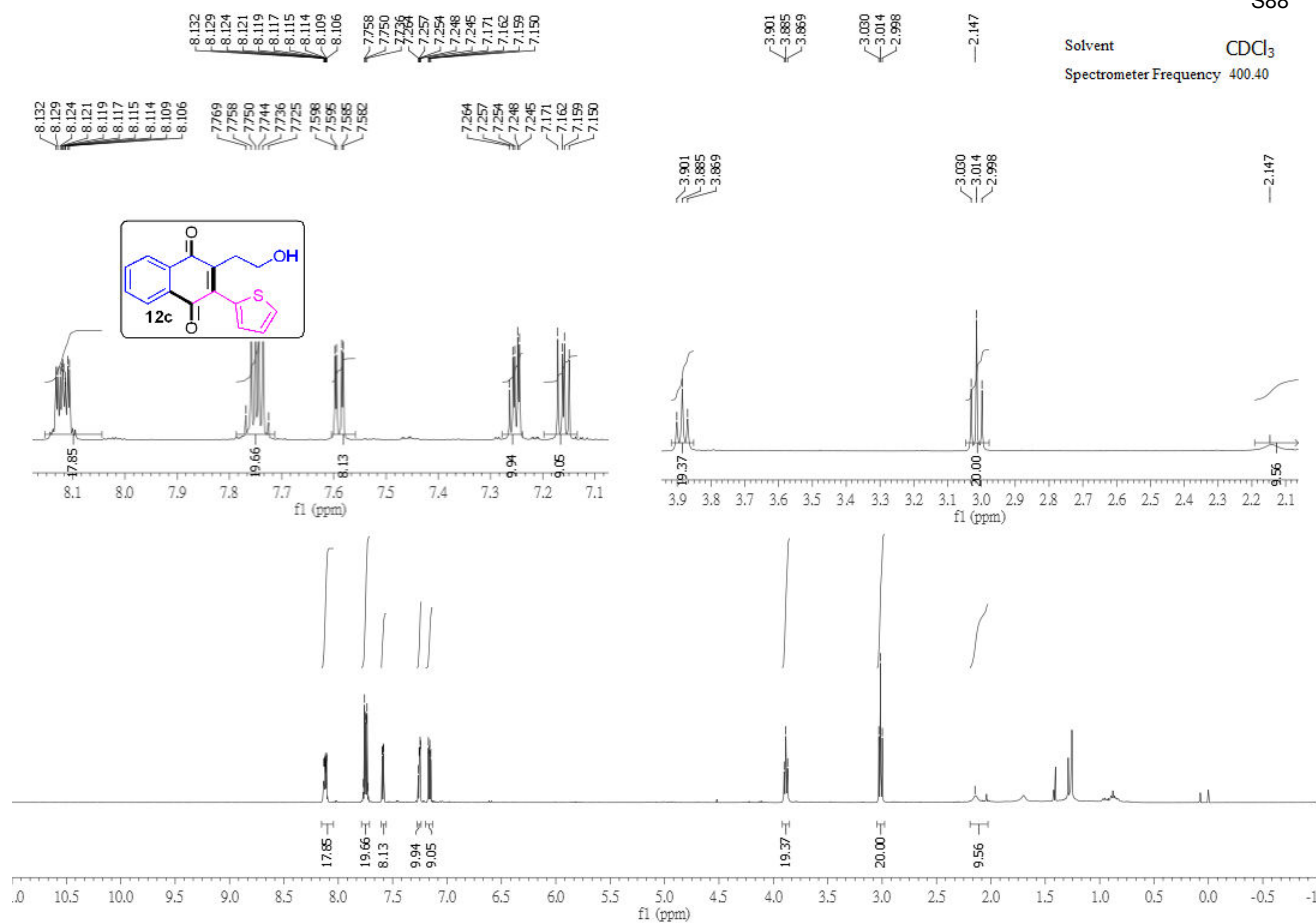 S88
Solvent CDCl3
Spectrometer Frequency 400.40
8.132 8.129 8.124 8.121 8.119 8.117 8.115 8.114 8.109 8.106 7.758 7.750 7.736 7.264 7.257 7.254 7.248 7.245 7.171 7.162 7.159 7.150 3.901 3.885 3.869 3.030 3.014 2.998 2.147
8.132 8.129 8.124 8.121 8.119 8.117 8.115 8.114 8.109 8.106 7.769 7.758 7.750 7.744 7.736 7.725 7.598 7.595 7.585 7.582 7.264 7.257 7.254 7.248 7.245 7.171 7.162 7.159 7.150
3.901 3.885 3.869 3.030 3.014 2.998 2.147
O
OH
S
12c
O
17.85 19.66 8.13 9.94 9.05
8.1 8.0 7.9 7.8 7.7 7.6 7.5 7.4 7.3 7.2 7.1
f1 (ppm)
19.37 20.00 9.56
3.9 3.8 3.7 3.6 3.5 3.4 3.3 3.2 3.1 3.0 2.9 2.8 2.7 2.6 2.5 2.4 2.3 2.2 2.1
f1 (ppm)
17.85 19.66 8.13 9.94 9.05 19.37 20.00 9.56
.0 10.5 10.0 9.5 9.0 8.5 8.0 7.5 7.0 6.5 6.0 5.5 5.0 4.5 4.0 3.5 3.0 2.5 2.0 1.5 1.0 0.5 0.0 -0.5 -1
f1 (ppm)